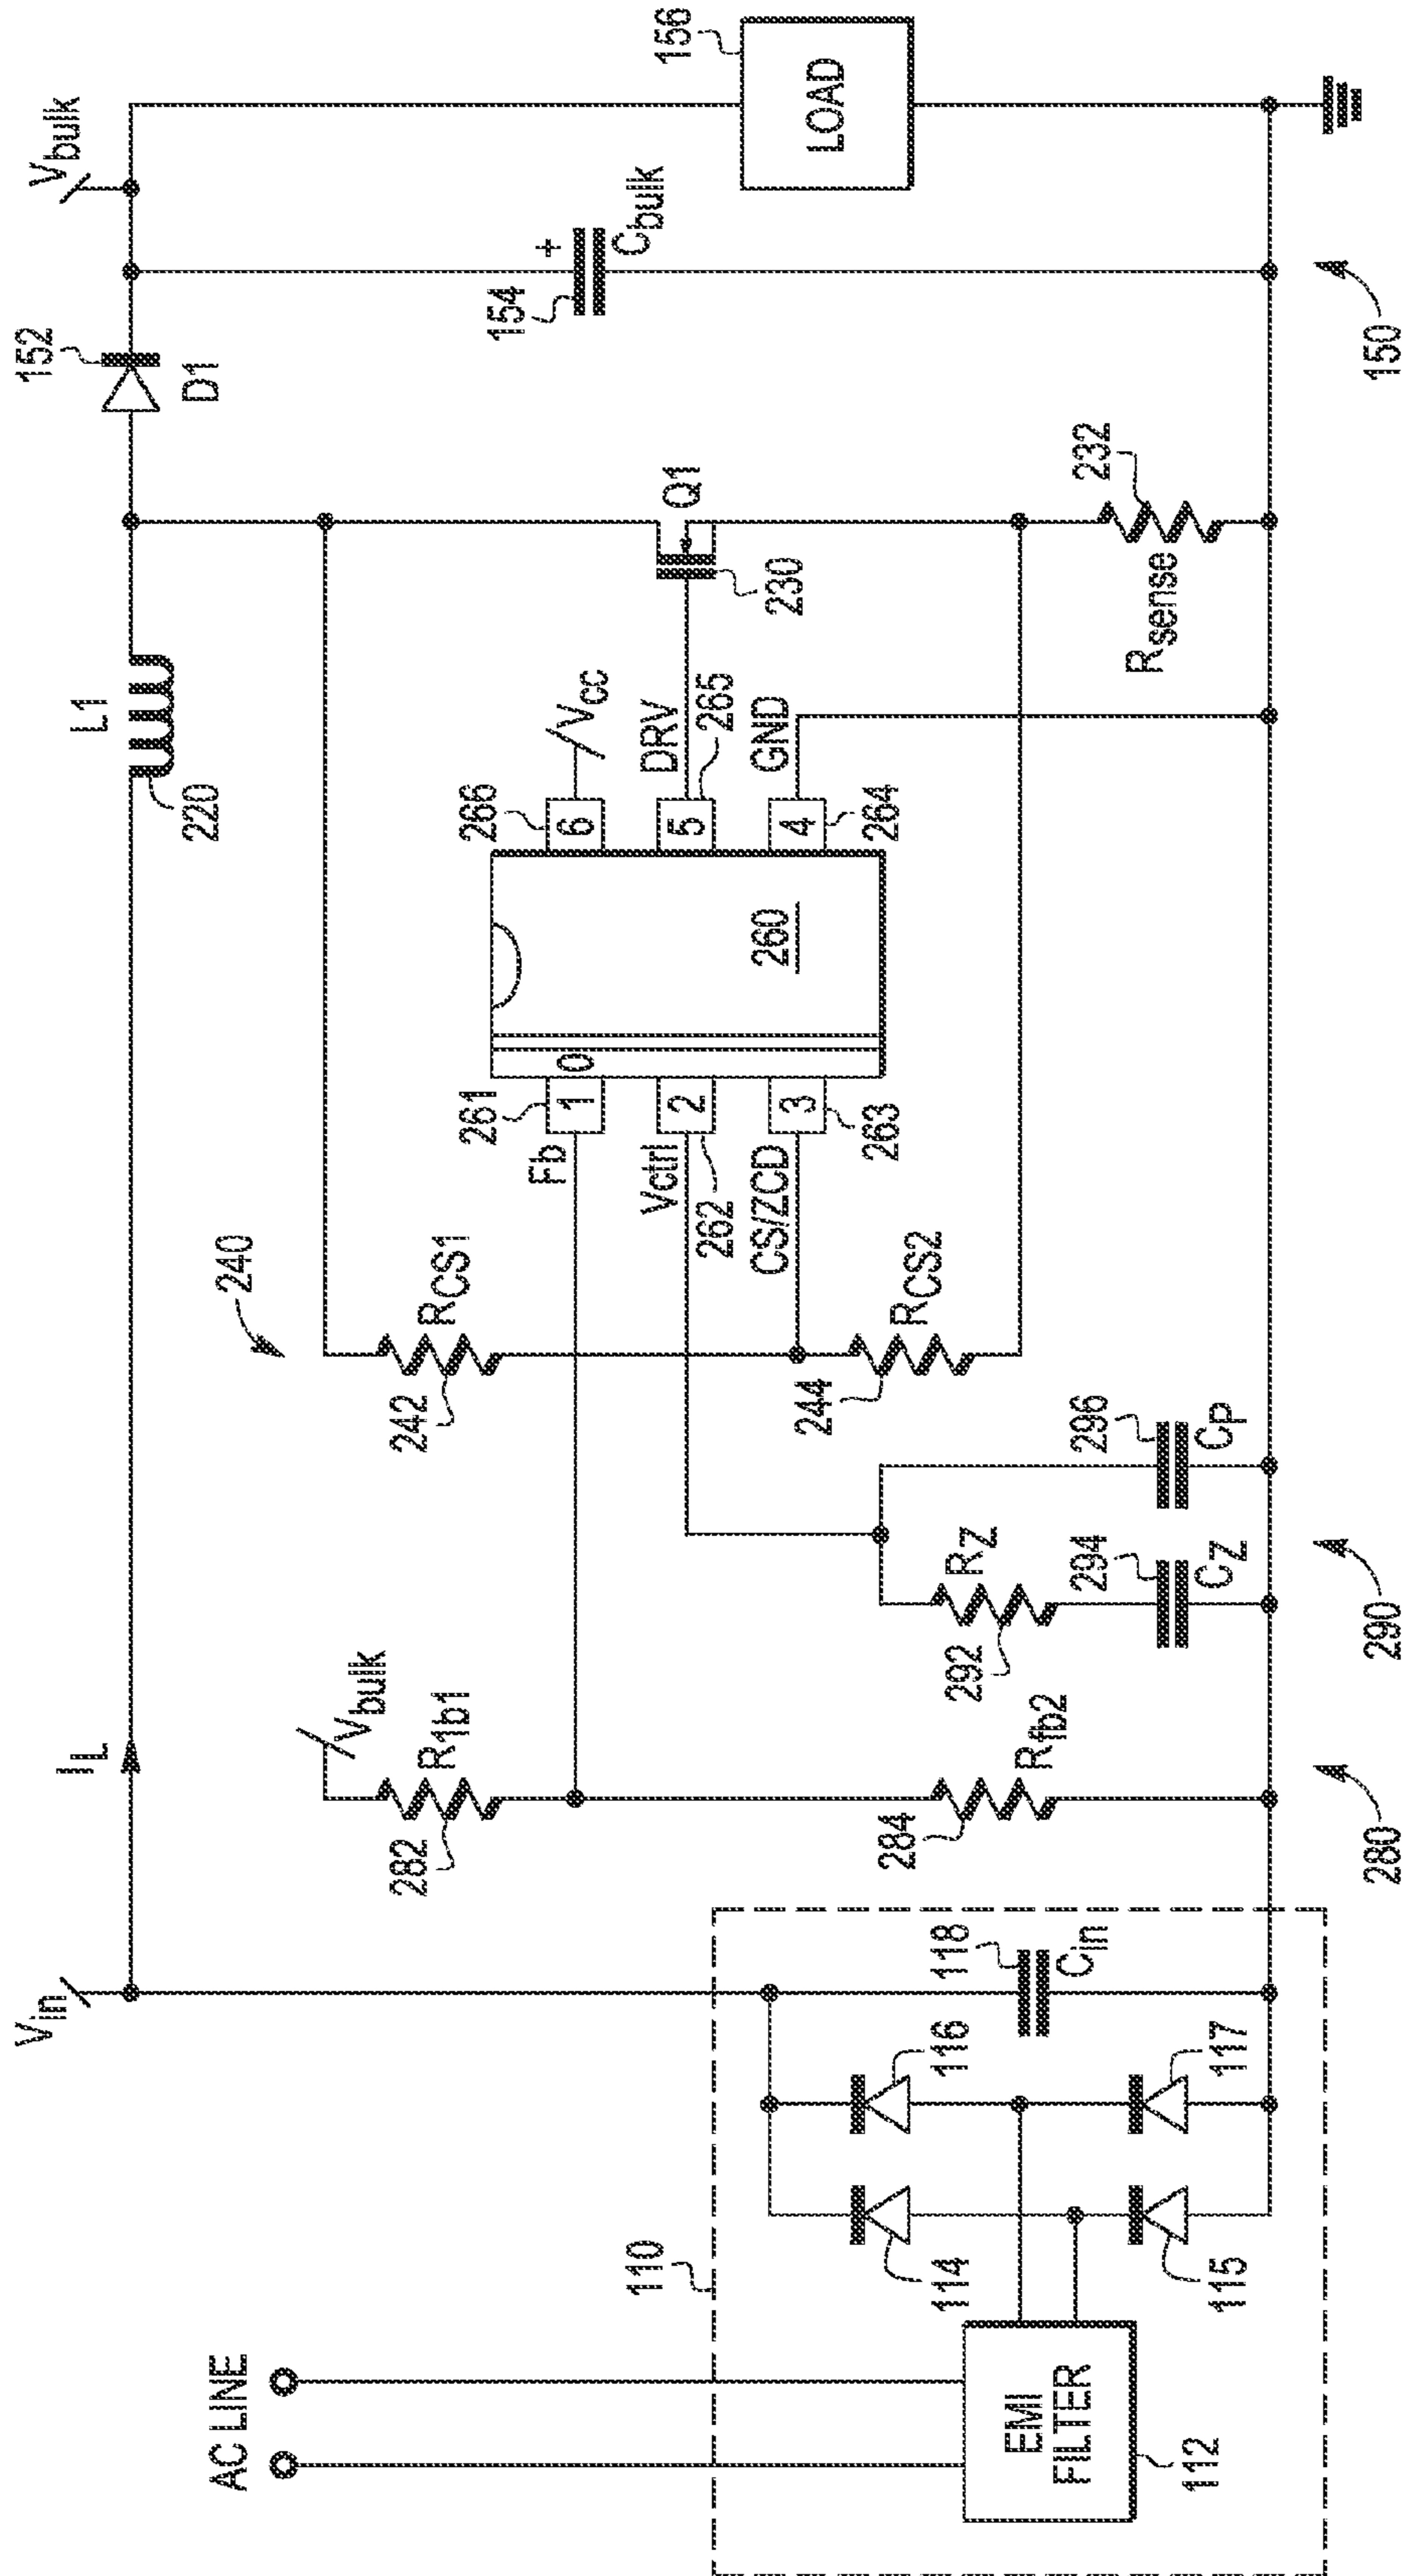 AC LINE
110
EMI
FILTER
112
114
115
116
117
118
Cin
Vin
IL
Vbulk
282
R1b1
284
Rfb2
280
292
RZ
294
CZ
296
CP
290
240
242
RCS1
244
RCS2
261
Fb
1
O
Vctrl
2
262
CS/ZCD
3
263
260
266
6
Vcc
DRV
5
265
GND
4
264
L1
220
Q1
230
Rsense
232
152
D1
154
+
Cbulk
Vbulk
156
LOAD
150